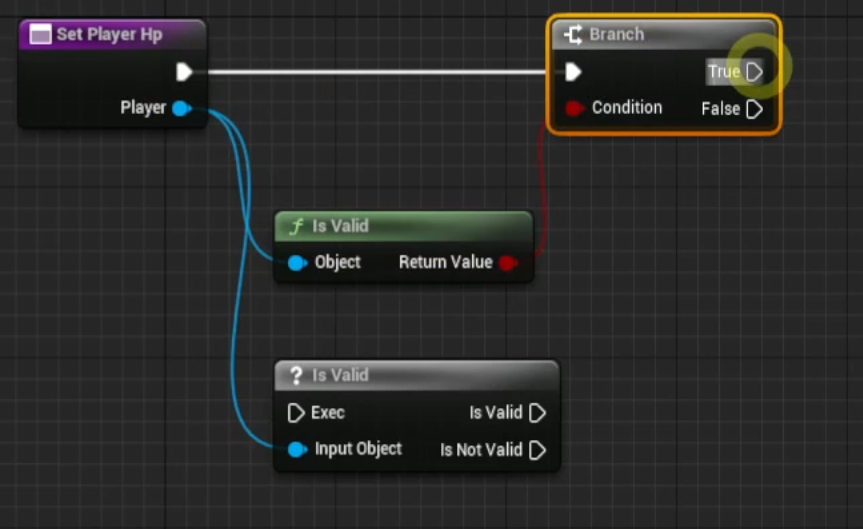 Set Player Hp
Player
Branch
True
Condition
False
f Is Valid
Object
Return Value
? Is Valid
Exec
Is Valid
Input Object
Is Not Valid